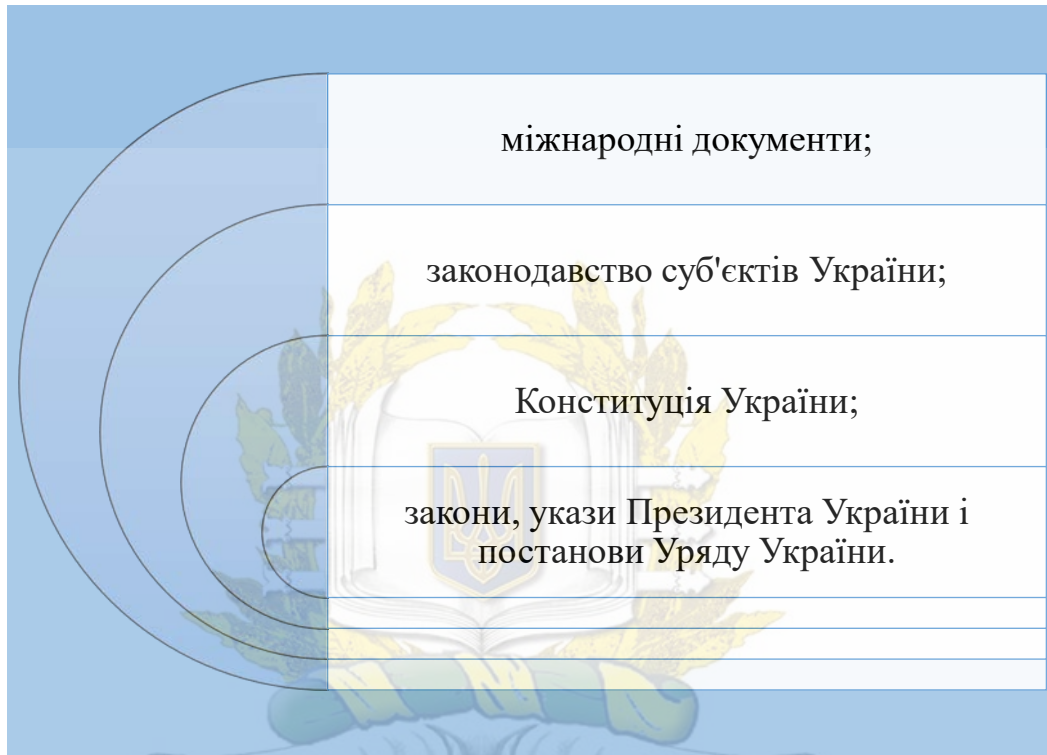 міжнародні документи;
законодавство суб'єктів України;
Конституція України;
закони, укази Президента України і
постанови Уряду України.